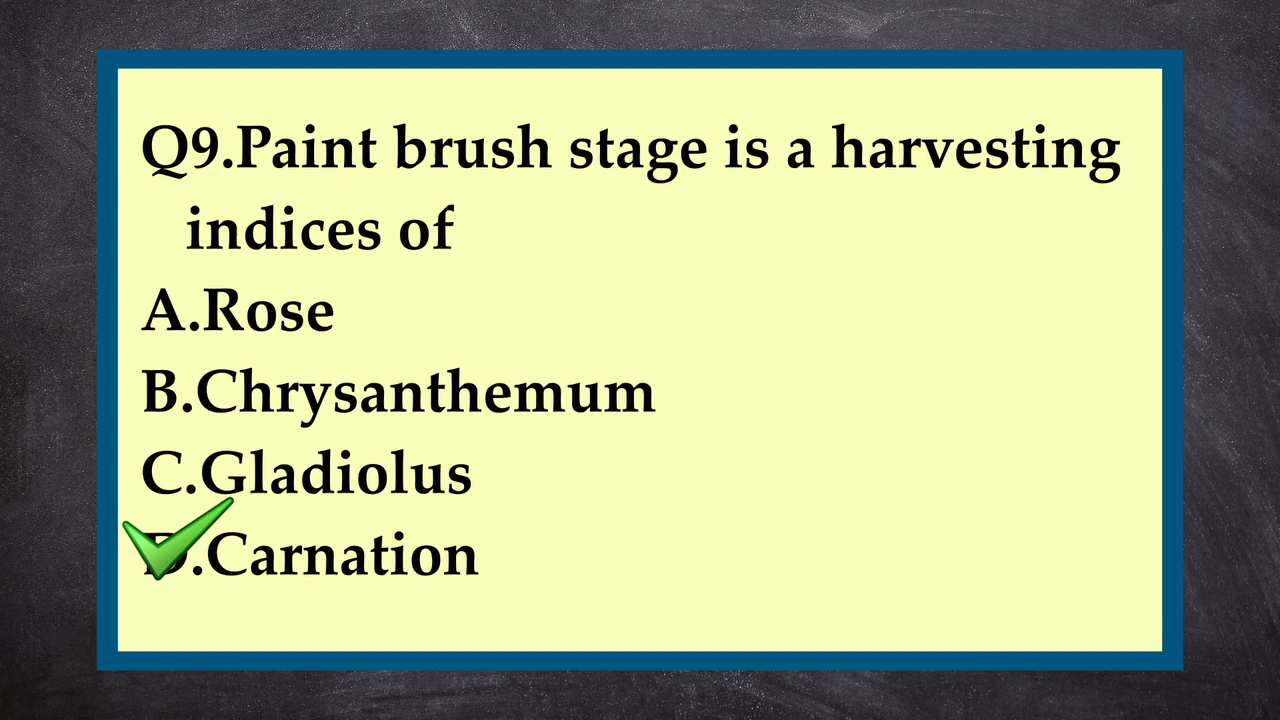 Q9.Paint brush stage is a harvesting
indices of
A.Rose
B.Chrysanthemum
C.Gladiolus
D.Carnation